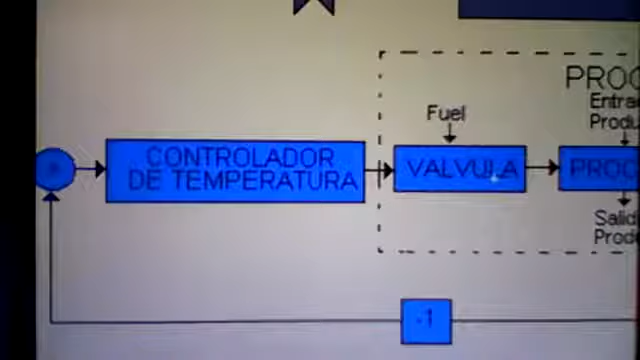 PROC
Entra
Produ
Fuel
CONTROLADOR
DE TEMPERATURA
VALVULA
PROC
Salid
Prod
-1